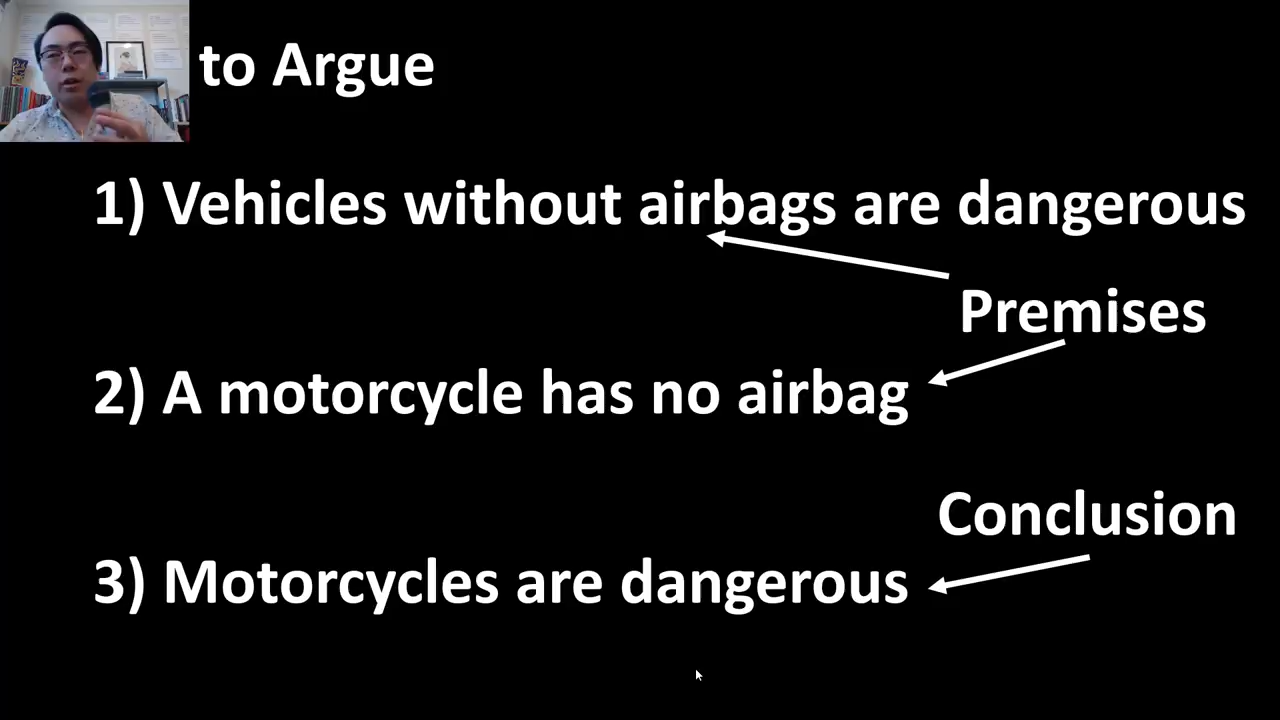 to Argue
1) Vehicles without airbags are dangerous
Premises
2) A motorcycle has no airbag
Conclusion
3) Motorcycles are dangerous